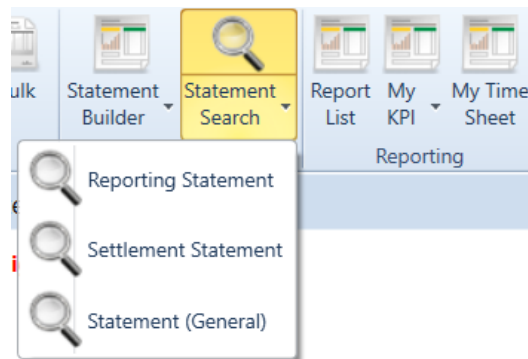 ulk
Statement Builder
Statement Search
Report List
My KPI
My Time Sheet
Reporting
Reporting Statement
Settlement Statement
Statement (General)